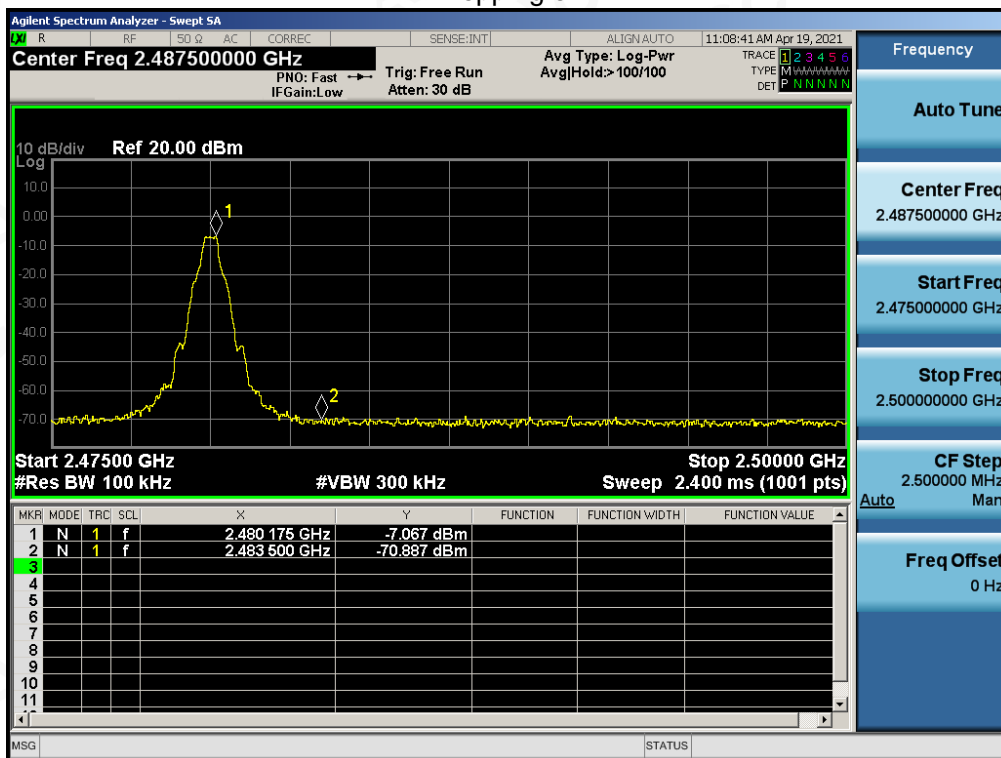 Agilent Spectrum Analyzer - Swept SA
LXI R RF 50 Ω AC CORREC SENSE:INT ALIGN AUTO 11:08:41 AM Apr 19, 2021
Center Freq 2.487500000 GHz
PNO: Fast Trig: Free Run Avg Type: Log-Pwr TRACE 1 2 3 4 5 6
IFGain:Low Atten: 30 dB Avg|Hold:> 100/100 TYPE M
DET P N N N N N
Frequency
Auto Tune
Center Freq
2.487500000 GHz
Start Freq
2.475000000 GHz
Stop Freq
2.500000000 GHz
CF Step
2.500000 MHz
Auto Man
Freq Offset
0 Hz
10 dB/div Ref 20.00 dBm
Log
10.0
0.00
-10.0
-20.0
-30.0
-40.0
-50.0
-60.0
-70.0
1
2
Start 2.47500 GHz Stop 2.50000 GHz
#Res BW 100 kHz #VBW 300 kHz Sweep 2.400 ms (1001 pts)
MKR MODE TRC SCL X Y FUNCTION FUNCTION WIDTH FUNCTION VALUE
1 N 1 f 2.480 175 GHz -7.067 dBm
2 N 1 f 2.483 500 GHz -70.887 dBm
3
4
5
6
7
8
9
10
11
MSG STATUS